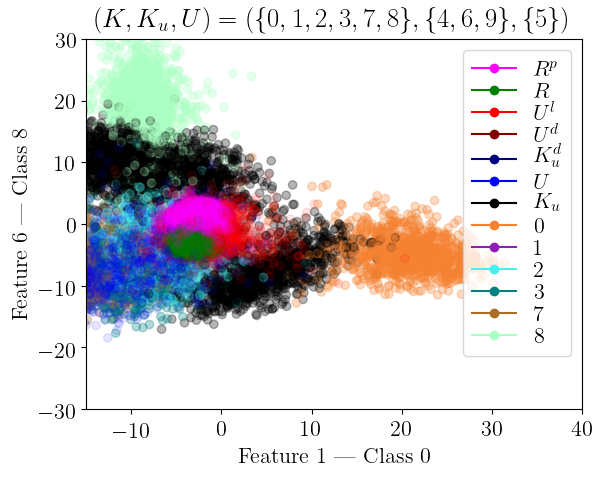 (K, K_u, U) = ({0, 1, 2, 3, 7, 8}, {4, 6, 9}, {5})
30
20
10
0
−10
−20
−30
Feature 6 — Class 8
−10
0
10
20
30
40
Feature 1 — Class 0
R^p
R
U^l
U^d
K_u^d
U
K_u
0
1
2
3
7
8